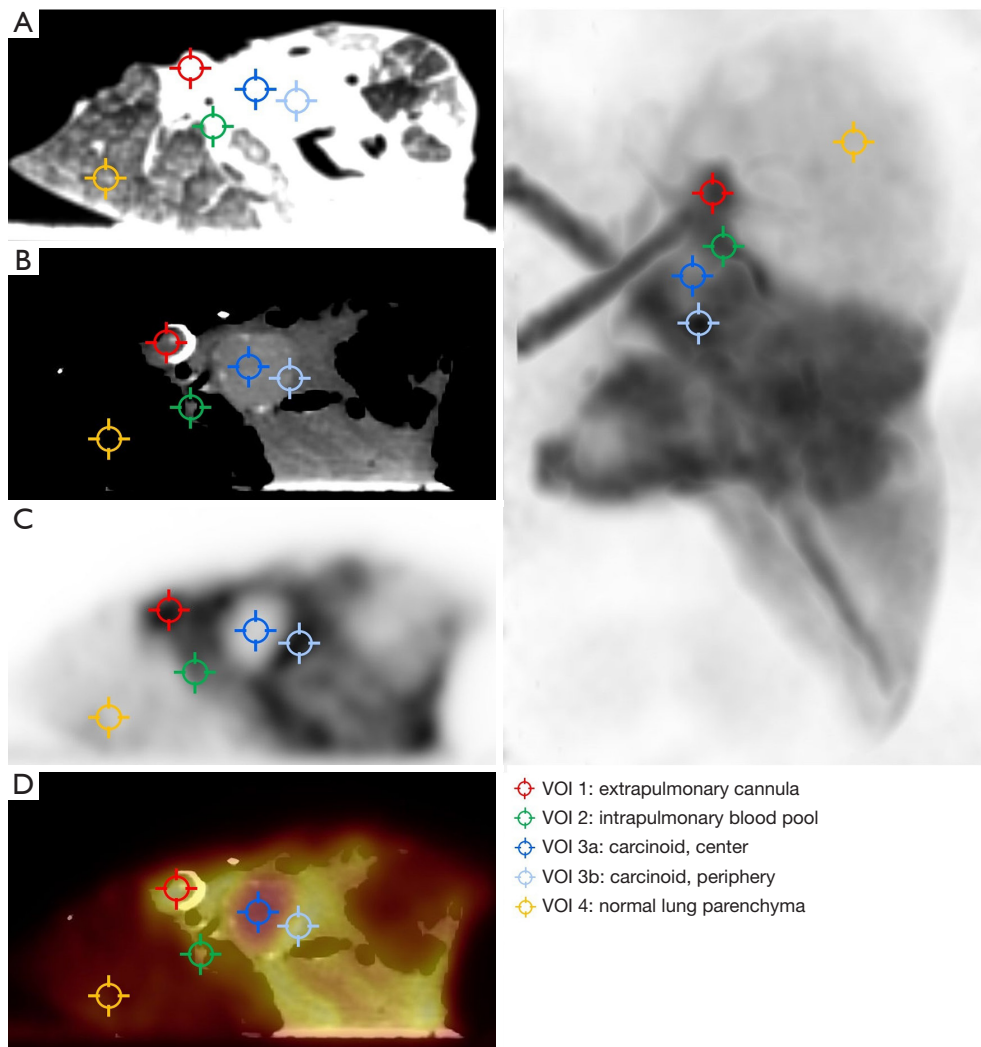 A
B
C
D
VOI 1: extrapulmonary cannula
VOI 2: intrapulmonary blood pool
VOI 3a: carcinoid, center
VOI 3b: carcinoid, periphery
VOI 4: normal lung parenchyma